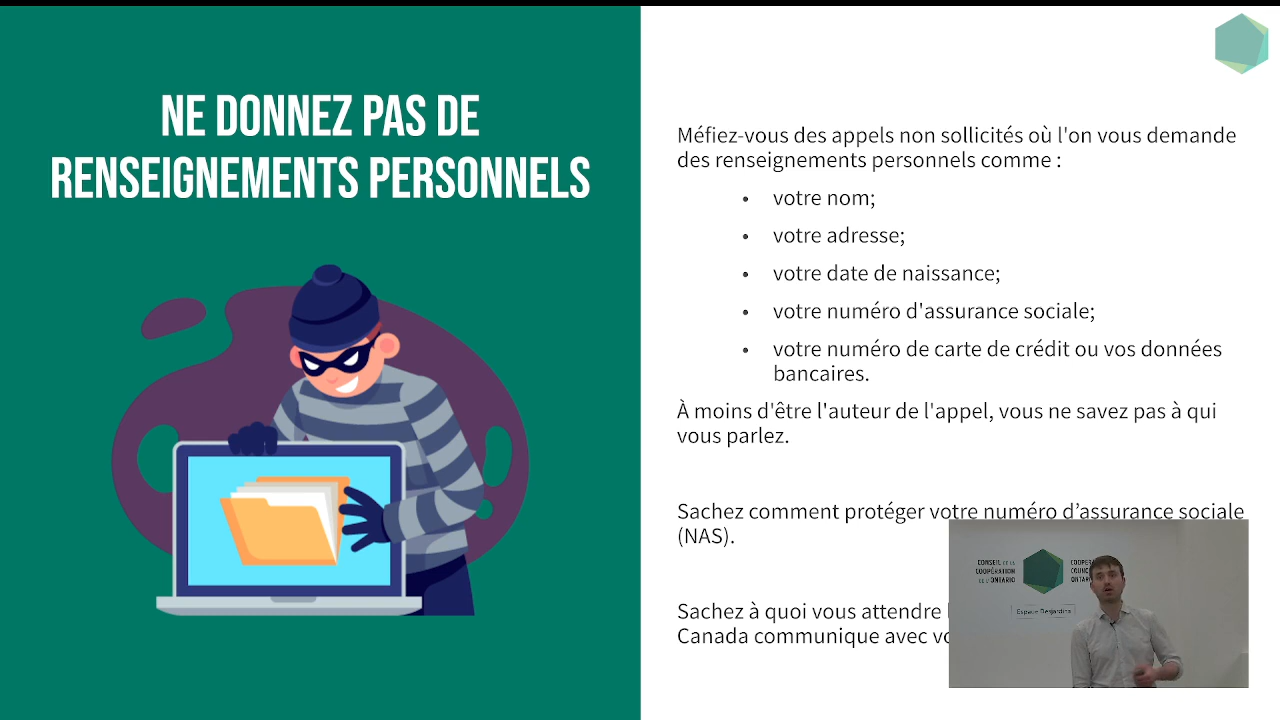 NE DONNEZ PAS DE
RENSEIGNEMENTS PERSONNELS
Méfiez-vous des appels non sollicités où l'on vous demande
des renseignements personnels comme :
• votre nom;
• votre adresse;
• votre date de naissance;
• votre numéro d'assurance sociale;
• votre numéro de carte de crédit ou vos données
bancaires.
À moins d'être l'auteur de l'appel, vous ne savez pas à qui
vous parlez.
Sachez comment protéger votre numéro d’assurance sociale
(NAS).
Sachez à quoi vous attendre
Canada communique avec
CONSEIL DE LA
COOPÉRATION
DE L'ONTARIO
Espace Desjardins